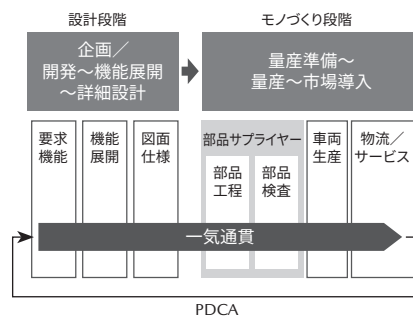 設計段階
モノづくり段階
企画／
開発～機能展開
～詳細設計
量産準備～
量産～市場導入
要求
機能
機能
展開
図面
仕様
部品サプライヤー
部品
工程
部品
検査
車両
生産
物流／
サービス
一気通貫
PDCA